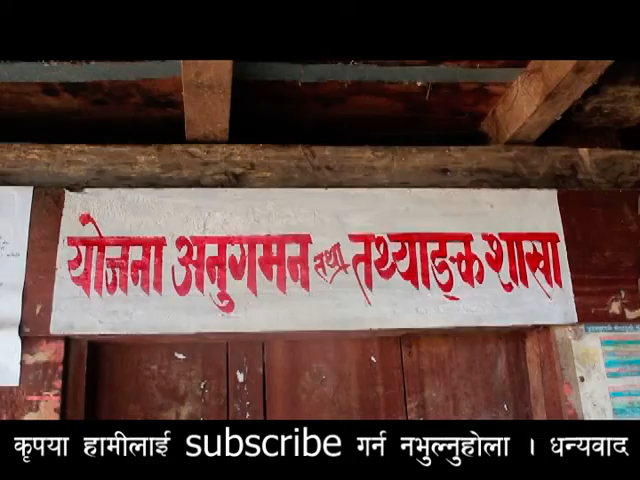 योजना अनुगमन तथा तथ्याङ्क शाखा
कृपया हामीलाई subscribe गर्न नभुल्नुहोला । धन्यवाद